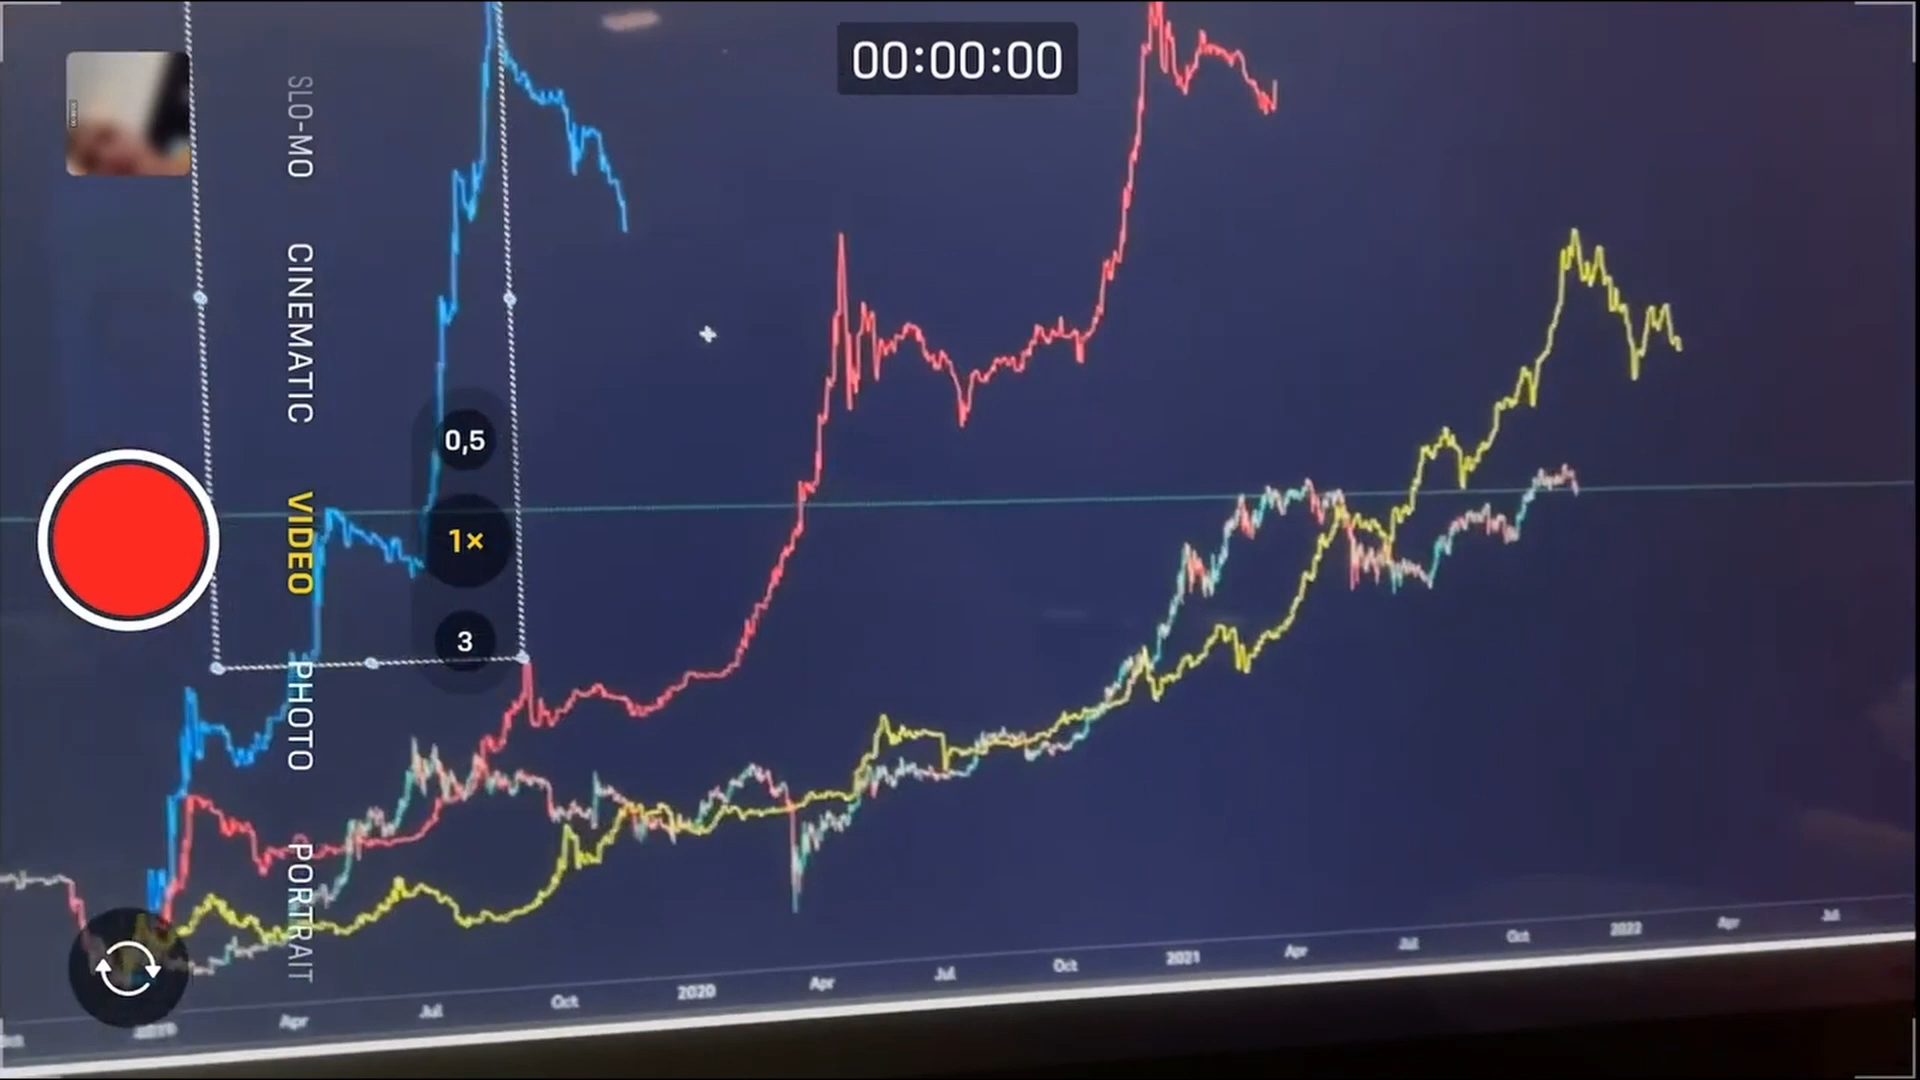 00:00:00
SLO-MO
CINEMATIC
VIDEO
PHOTO
PORTRAIT
0,5
1×
3
Apr
Jul
Oct
2020
Apr
Jul
Oct
2021
Apr
Jul
Oct
2022
Apr
Jul